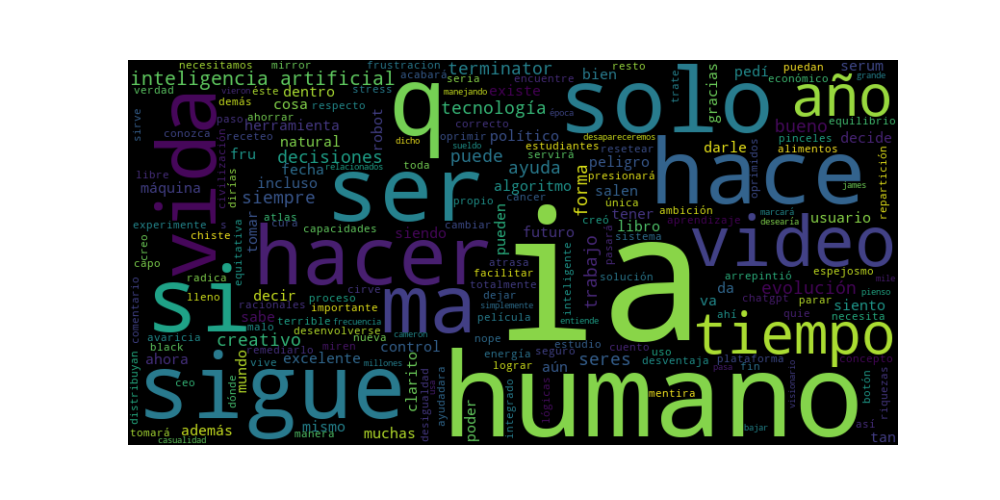 necesitamos mirror frustracion terminator resto puedan serum
verdad vieron éste demás inteligencia artificial dentro stress acabará seria bien pedí económico grande
q solo año
vida existe tecnología manejando época trate gracias
cosa respecto ahorrar herramienta robot dicho correcto oprimir político desapareceremos equilibrio
sirve paso conozca receteo natural sueldo estudiantes resetear bueno pinceles decide
fru decisiones puede ayuda servirá peligro darle alimentos
libre dirías civilización fecha toda relacionados presionará hace oprimidos repartición
máquina incluso siempre ser algoritmo cáncer salen forma única james
experimente s atlas cura capacidades propio cambiar creó tener ambición marcará
creo chiste tomar siendo pueden futuro libro aprendizaje desearía usuario
capo equitativa hacer atrasa ia inteligente trabajo sistema pasará video
radica totalmente facilitar solución arrepintió espejosmo
si lleno decir racionales proceso cirve ma dejar simplemente da evolución mile
comentario sabe importante lograr película entiende va chatgpt parar siento pienso
avaricia malo terrible frecuencia desenvolverse cameron ahí quie necesita
black creativo nueva nope estudio cuento tiempo
ahora remediarlo miren control energía seguro uso plataforma concepto
distribuyan ceo vive excelente millones aún seres desventaja fin pasa
dónde mundo sigue clarito desigualdad ayudadara humano mentira visionario botón riquezas
tomará además mismo poder integrado lógicas así
casualidad manera muchas bajar tan